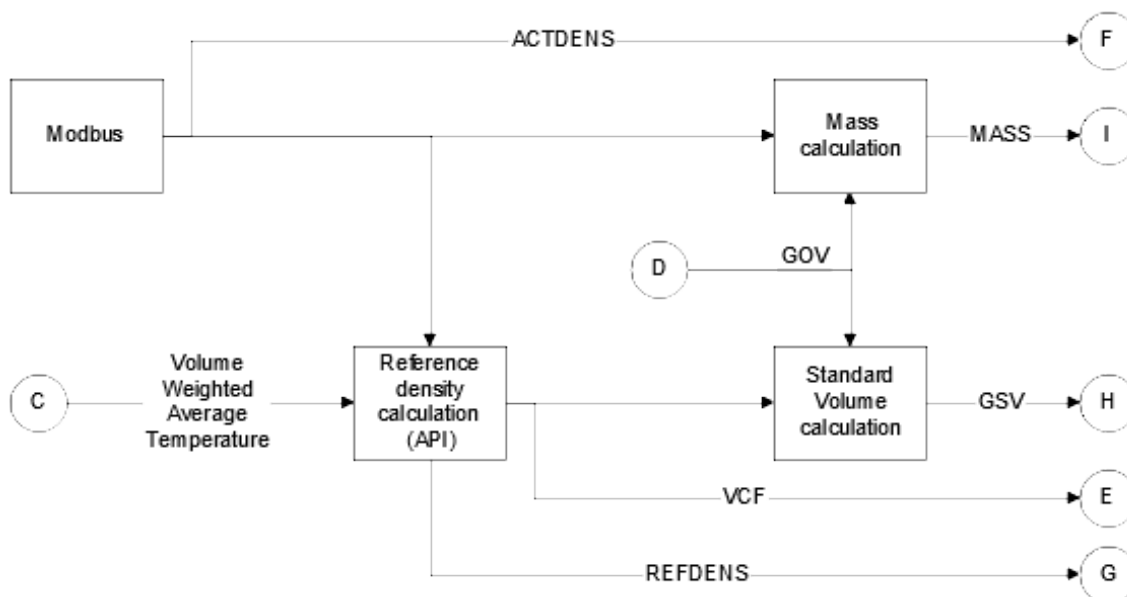 ACTDENS
F
Modbus
Mass
calculation
MASS
I
D
GOV
C
Volume
Weighted
Average
Temperature
Reference
density
calculation
(API)
Standard
Volume
calculation
GSV
H
VCF
E
REFDENS
G